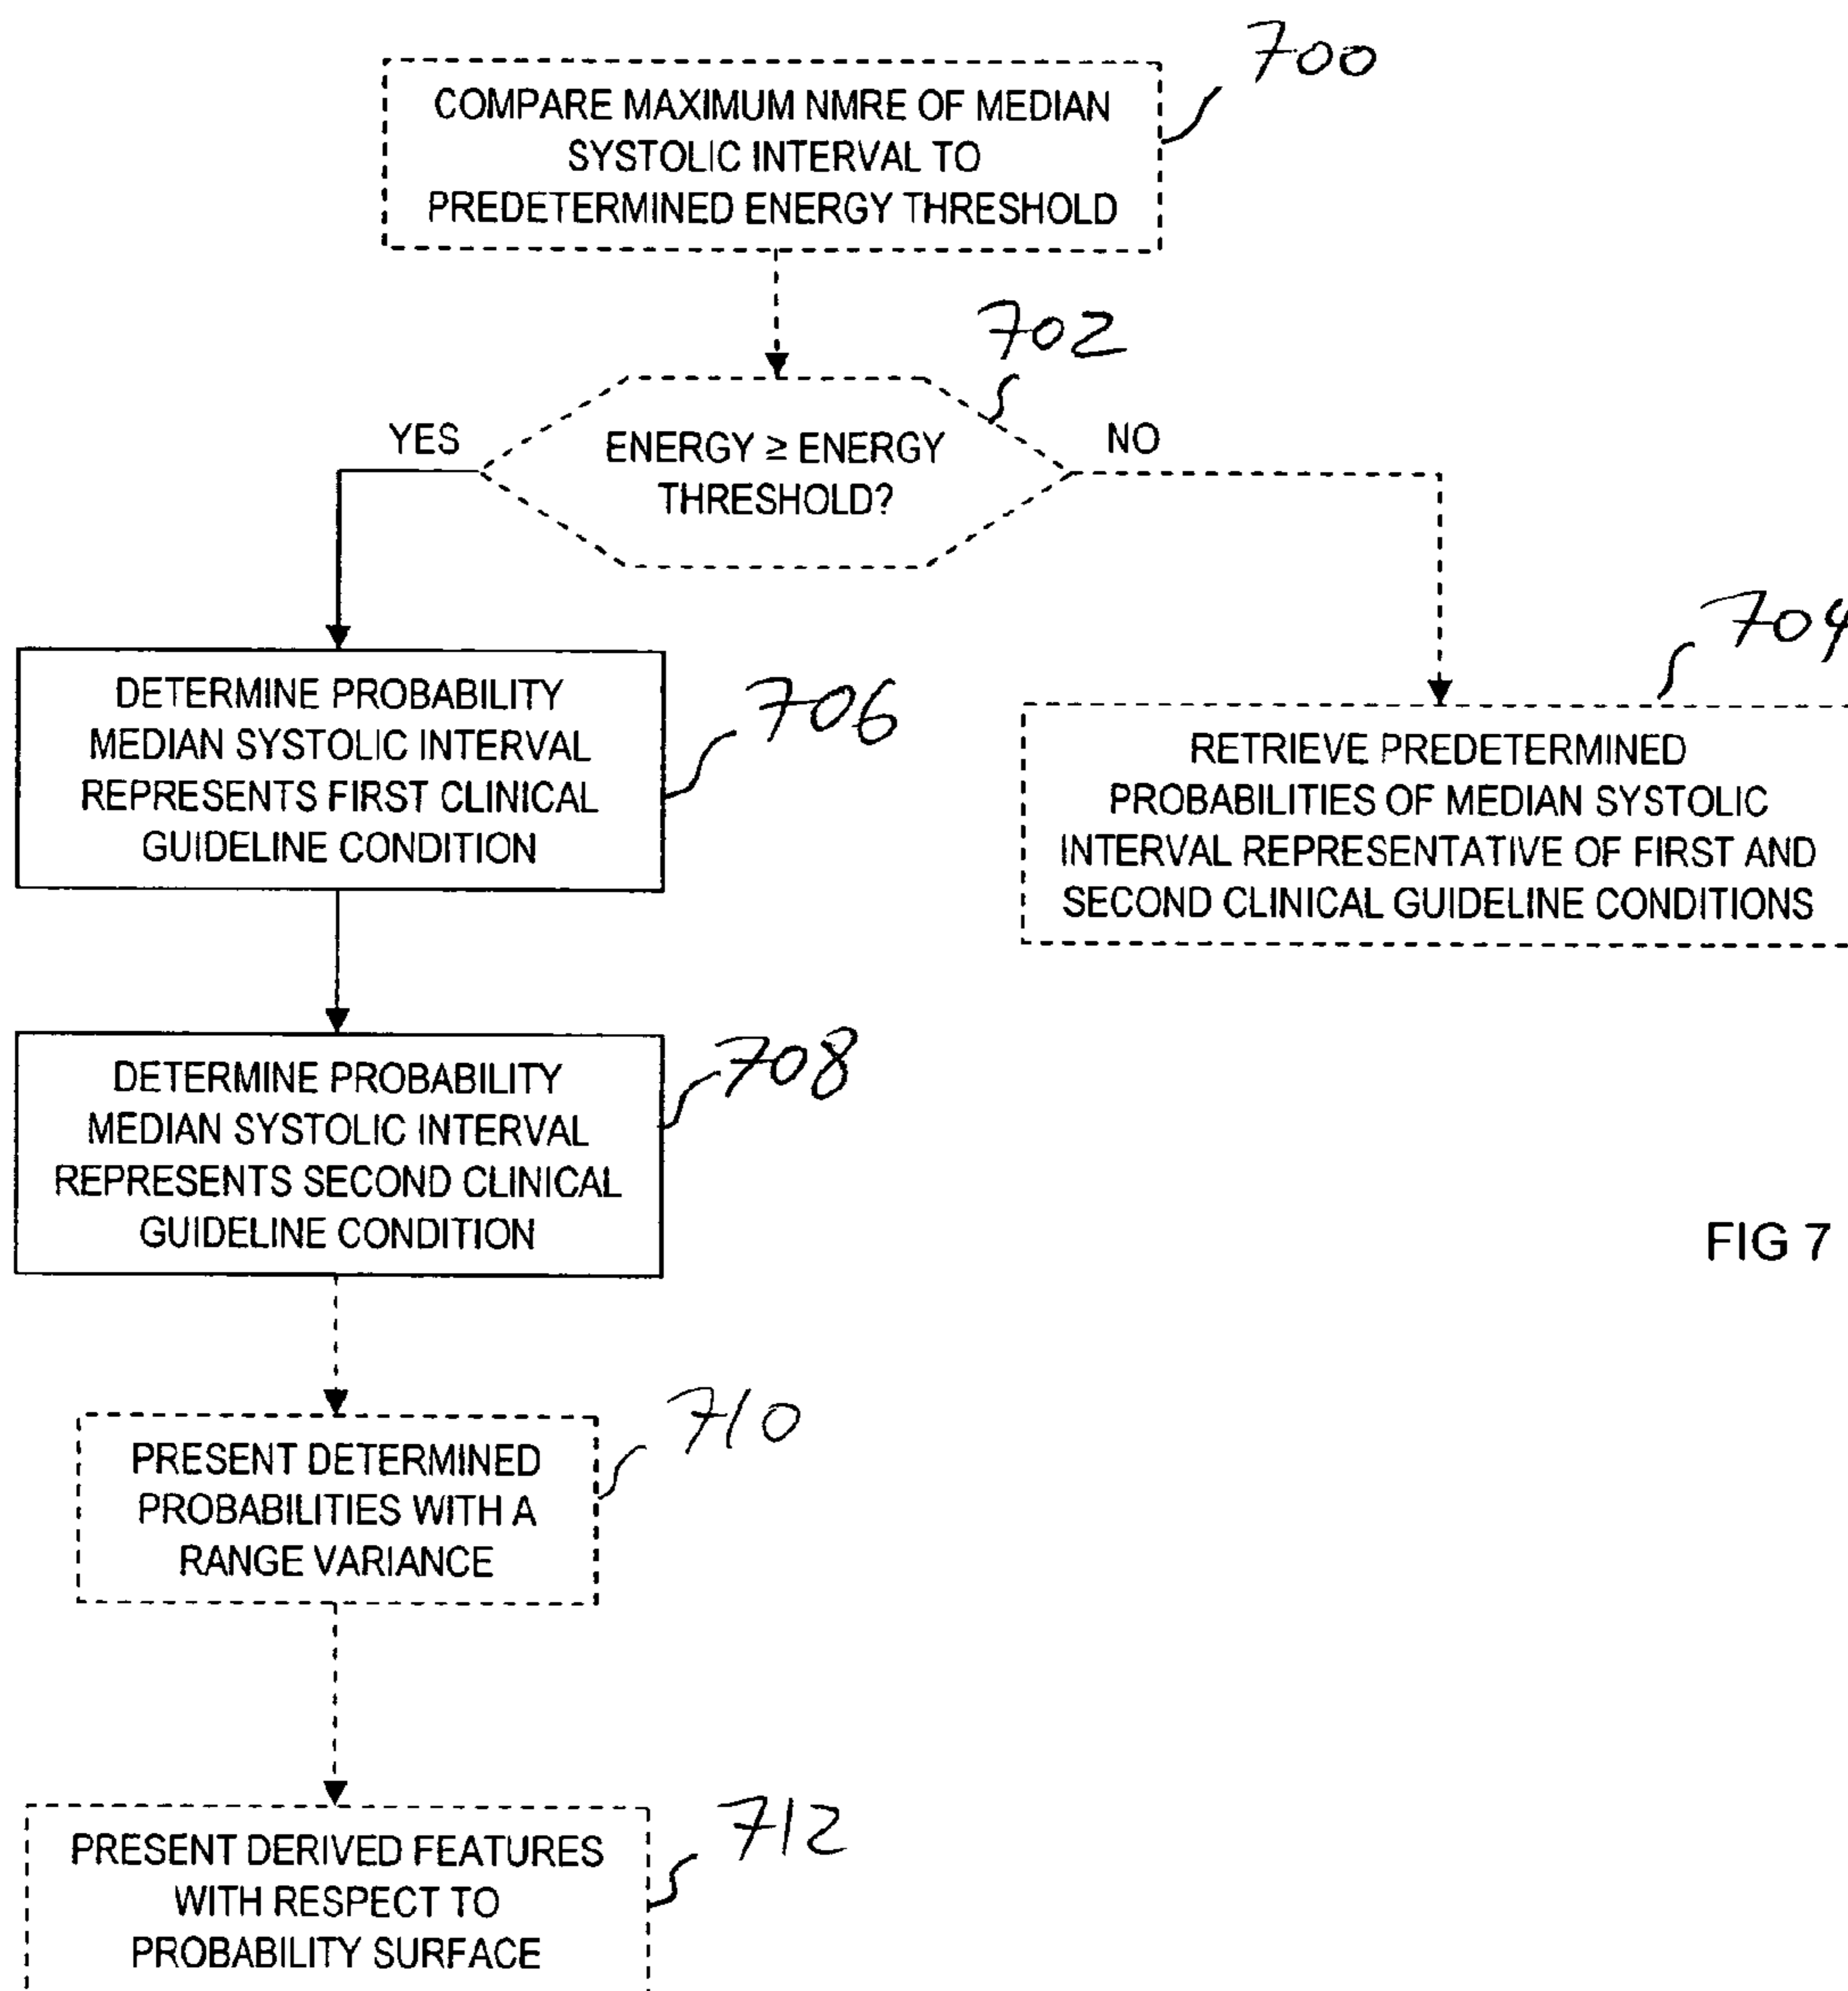 700
COMPARE MAXIMUM NMRE OF MEDIAN
SYSTOLIC INTERVAL TO
PREDETERMINED ENERGY THRESHOLD
702
YES
ENERGY ≥ ENERGY
THRESHOLD?
NO
704
706
DETERMINE PROBABILITY
MEDIAN SYSTOLIC INTERVAL
REPRESENTS FIRST CLINICAL
GUIDELINE CONDITION
RETRIEVE PREDETERMINED
PROBABILITIES OF MEDIAN SYSTOLIC
INTERVAL REPRESENTATIVE OF FIRST AND
SECOND CLINICAL GUIDELINE CONDITIONS
708
DETERMINE PROBABILITY
MEDIAN SYSTOLIC INTERVAL
REPRESENTS SECOND CLINICAL
GUIDELINE CONDITION
FIG 7
710
PRESENT DETERMINED
PROBABILITIES WITH A
RANGE VARIANCE
712
PRESENT DERIVED FEATURES
WITH RESPECT TO
PROBABILITY SURFACE